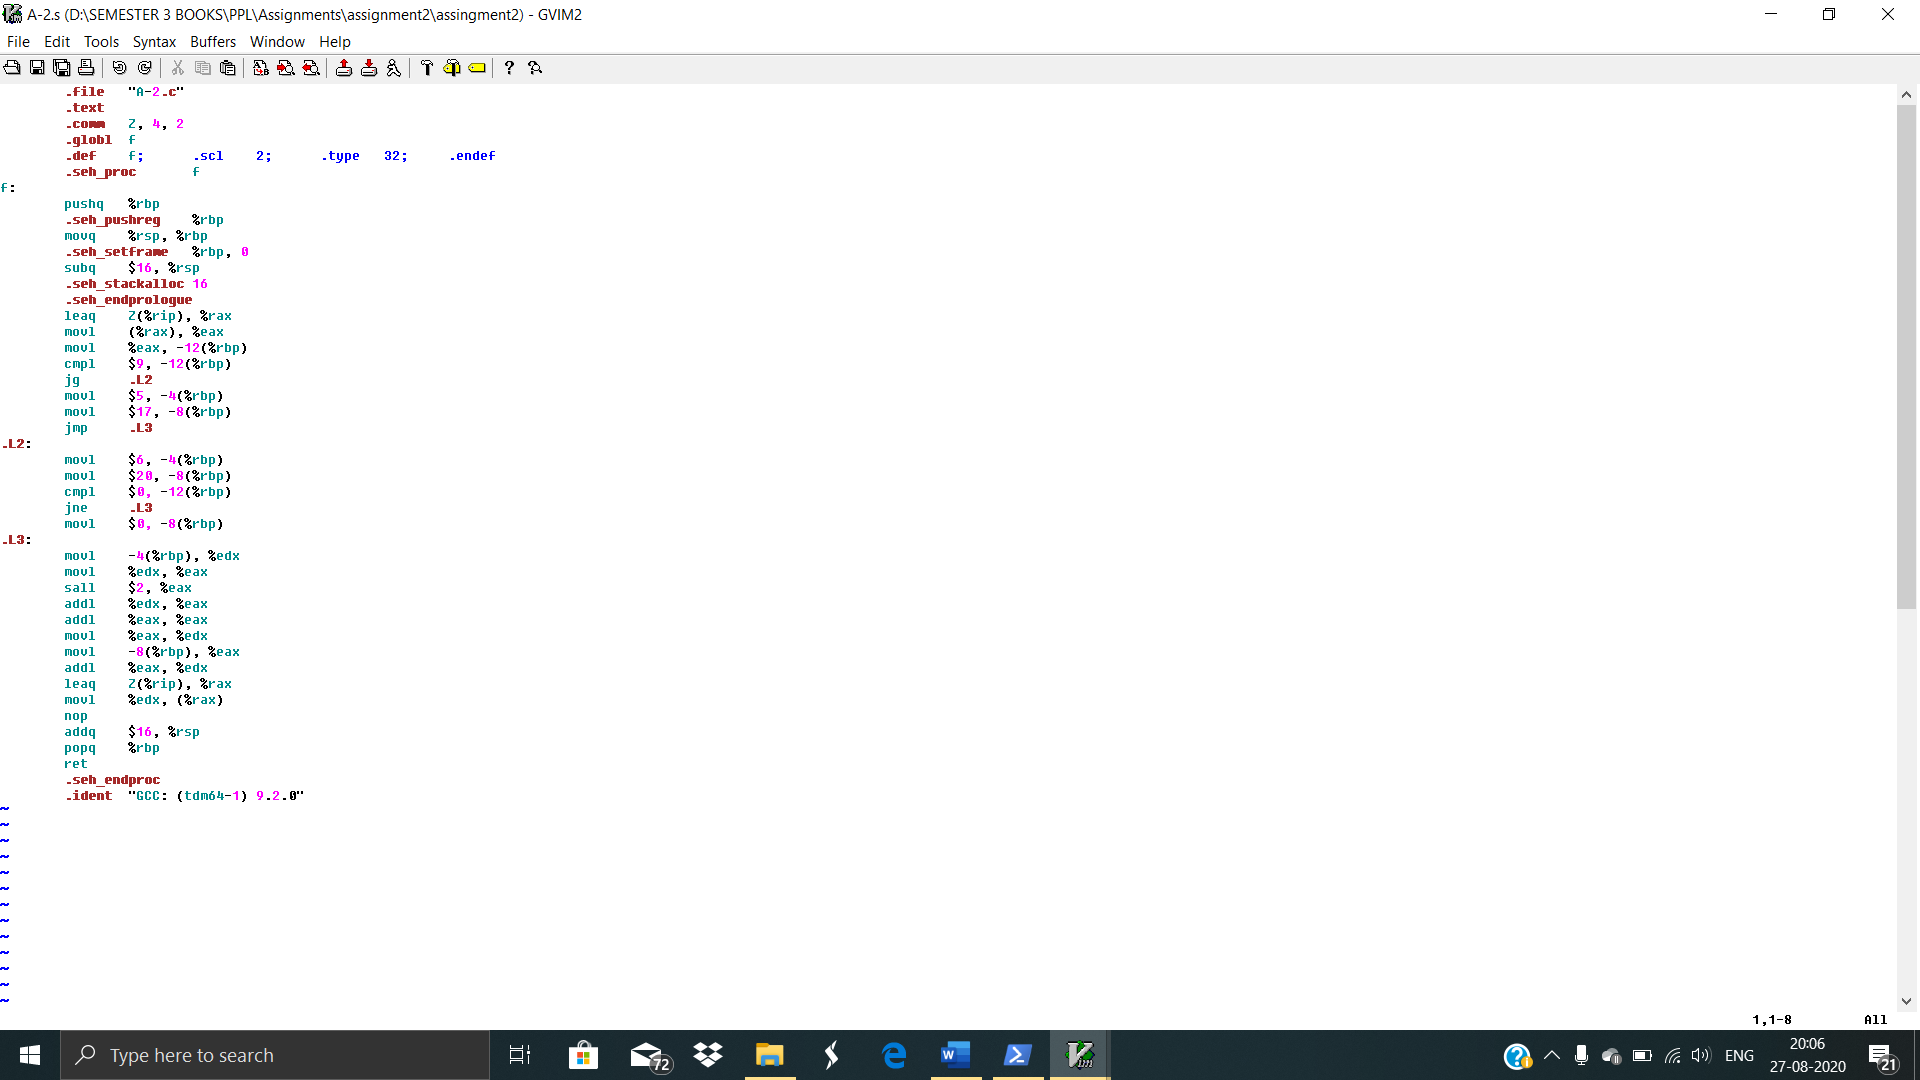 A-2.s (D:\SEMESTER 3 BOOKS\PPL\Assignments\assignment2\assingment2) - GVIM2
File Edit Tools Syntax Buffers Window Help
.file "A-2.c"
.text
.comm Z, 4, 2
.globl f
.def f; .scl 2; .type 32; .endef
.seh_proc f
f:
pushq %rbp
.seh_pushreg %rbp
movq %rsp, %rbp
.seh_setframe %rbp, 0
subq $16, %rsp
.seh_stackalloc 16
.seh_endprologue
leaq Z(%rip), %rax
movl (%rax), %eax
movl %eax, -12(%rbp)
cmpl $9, -12(%rbp)
jg .L2
movl $5, -4(%rbp)
movl $17, -8(%rbp)
jmp .L3
.L2:
movl $6, -4(%rbp)
movl $20, -8(%rbp)
cmpl $0, -12(%rbp)
jne .L3
movl $0, -8(%rbp)
.L3:
movl -4(%rbp), %edx
movl %edx, %eax
sall $2, %eax
addl %edx, %eax
addl %eax, %eax
movl %eax, %edx
movl -8(%rbp), %eax
addl %eax, %edx
leaq Z(%rip), %rax
movl %edx, (%rax)
nop
addq $16, %rsp
popq %rbp
ret
.seh_endproc
.ident "GCC: (tdm64-1) 9.2.0"
~
~
~
~
~
~
~
~
~
~
~
~
~
1,1-8 All
Type here to search
72
ENG
20:06
27-08-2020
21